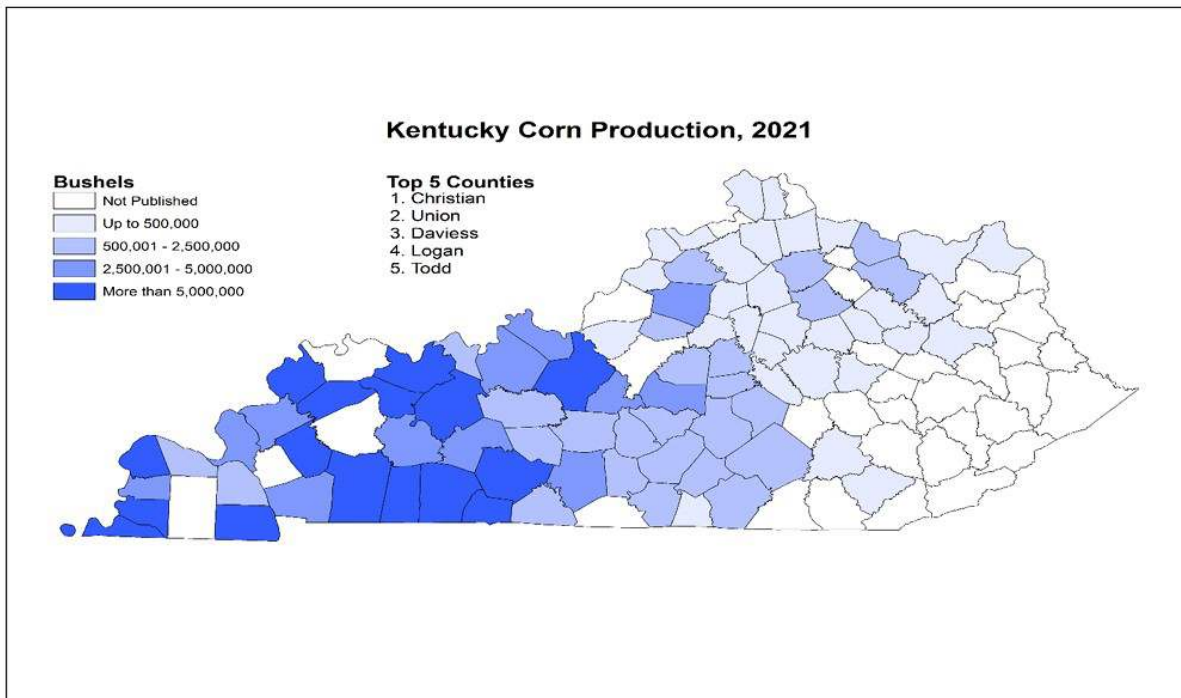 Kentucky Corn Production, 2021
Bushels
Not Published
Up to 500,000
500,001 - 2,500,000
2,500,001 - 5,000,000
More than 5,000,000
Top 5 Counties
1. Christian
2. Union
3. Daviess
4. Logan
5. Todd